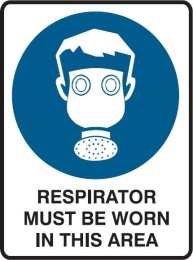 RESPIRATOR
MUST BE WORN
IN THIS AREA